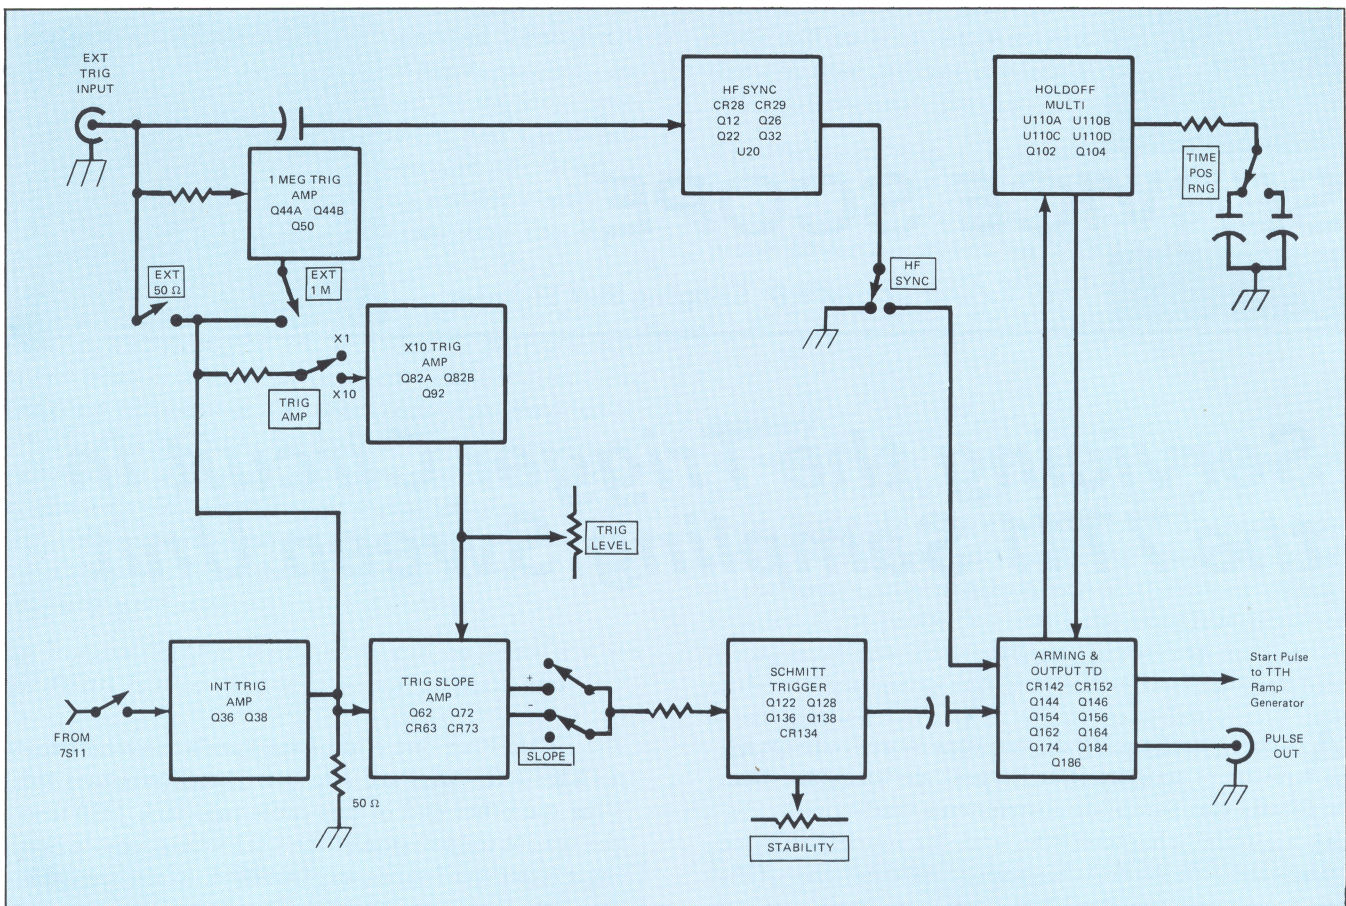 EXT
TRIG
INPUT
1 MEG TRIG
AMP
Q44A Q44B
Q50
EXT
50 Ω
EXT
1 M
X1
X10
TRIG
AMP
X10 TRIG
AMP
Q82A Q82B
Q92
HF SYNC
CR28 CR29
Q12 Q26
Q22 Q32
U20
HF
SYNC
HOLDOFF
MULTI
U110A U110B
U110C U110D
Q102 Q104
TIME
POS
RNG
TRIG
LEVEL
FROM
7S11
INT TRIG
AMP
Q36 Q38
50 Ω
TRIG SLOPE
AMP
Q62 Q72
CR63 CR73
+
-
SLOPE
SCHMITT
TRIGGER
Q122 Q128
Q136 Q138
CR134
STABILITY
ARMING &
OUTPUT TD
CR142 CR152
Q144 Q146
Q154 Q156
Q162 Q164
Q174 Q184
Q186
Start Pulse
to TTH
Ramp
Generator
PULSE
OUT